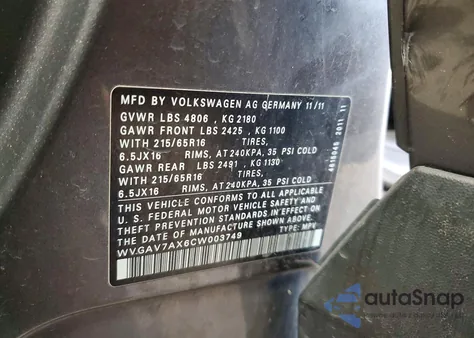 MFD BY VOLKSWAGEN AG GERMANY 11/11
GVWR LBS 4806 , KG 2180
GAWR FRONT LBS 2425 , KG 1100
WITH 215/65R16 TIRES,
6.5JX16 RIMS, AT 240KPA, 35 PSI COLD
GAWR REAR LBS 2491 , KG 1130
WITH 215/65R16 TIRES,
6.5JX16 RIMS, AT 240KPA, 35 PSI COLD
THIS VEHICLE CONFORMS TO ALL APPLICABLE
U.S. FEDERAL MOTOR VEHICLE SAFETY AND
THEFT PREVENTION STANDARDS IN EFFECT ON
THE DATE OF MANUFACTURE SHOWN ABOVE.
WVGAV7AX6CW003749 TYPE: MPV
2011 11
autoSnap